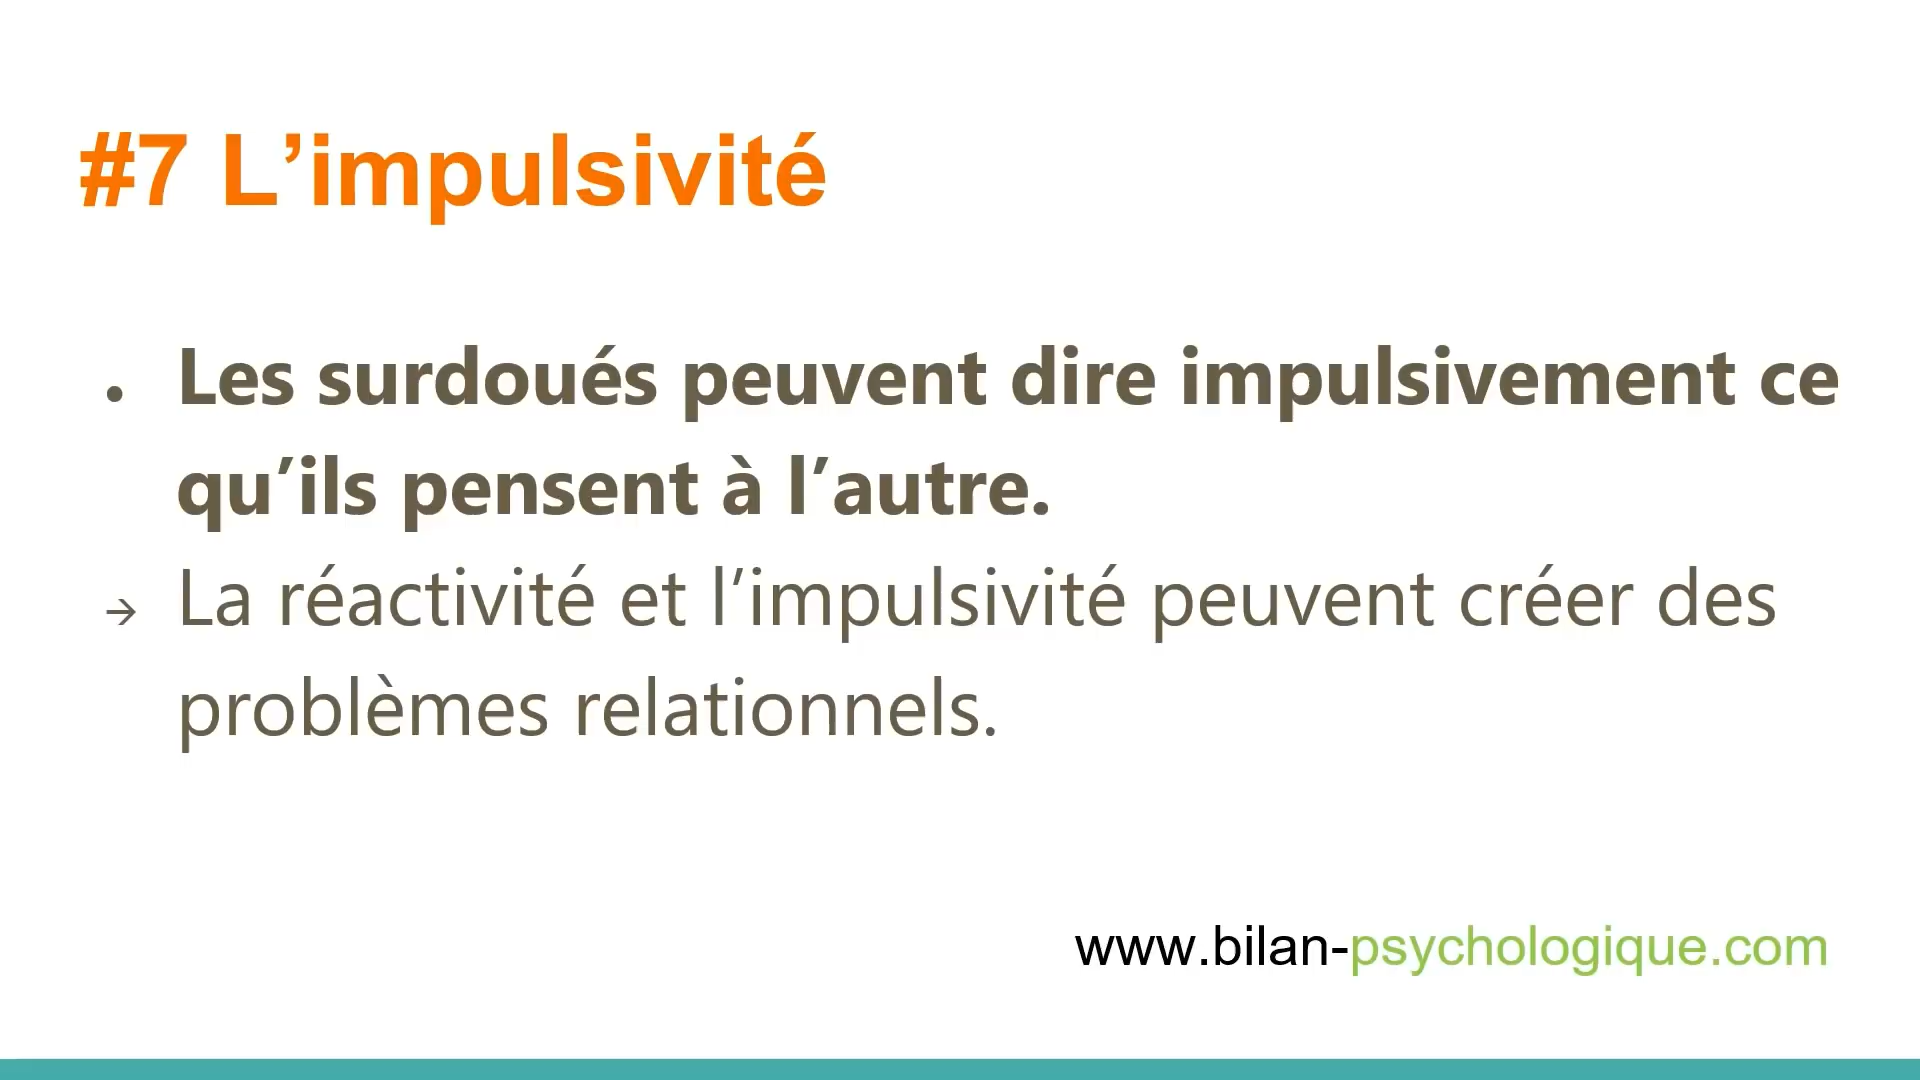 #7 L’impulsivité
• Les surdoués peuvent dire impulsivement ce
qu’ils pensent à l’autre.
→ La réactivité et l’impulsivité peuvent créer des
problèmes relationnels.
www.bilan-psychologique.com